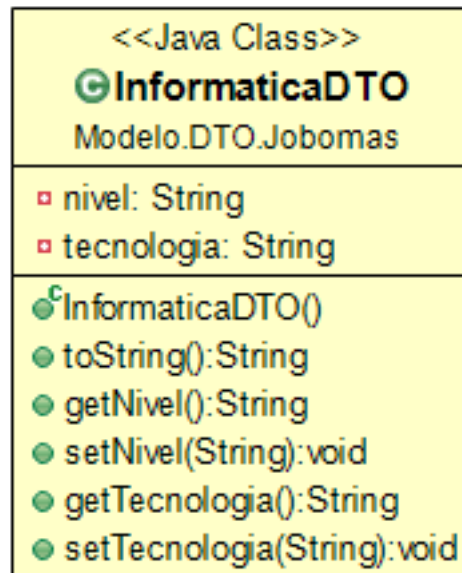 <<Java Class>>
C InformaticaDTO
Modelo.DTO.Jobomas
nivel: String
tecnologia: String
C InformaticaDTO()
toString():String
getNivel():String
setNivel(String):void
getTecnologia():String
setTecnologia(String):void